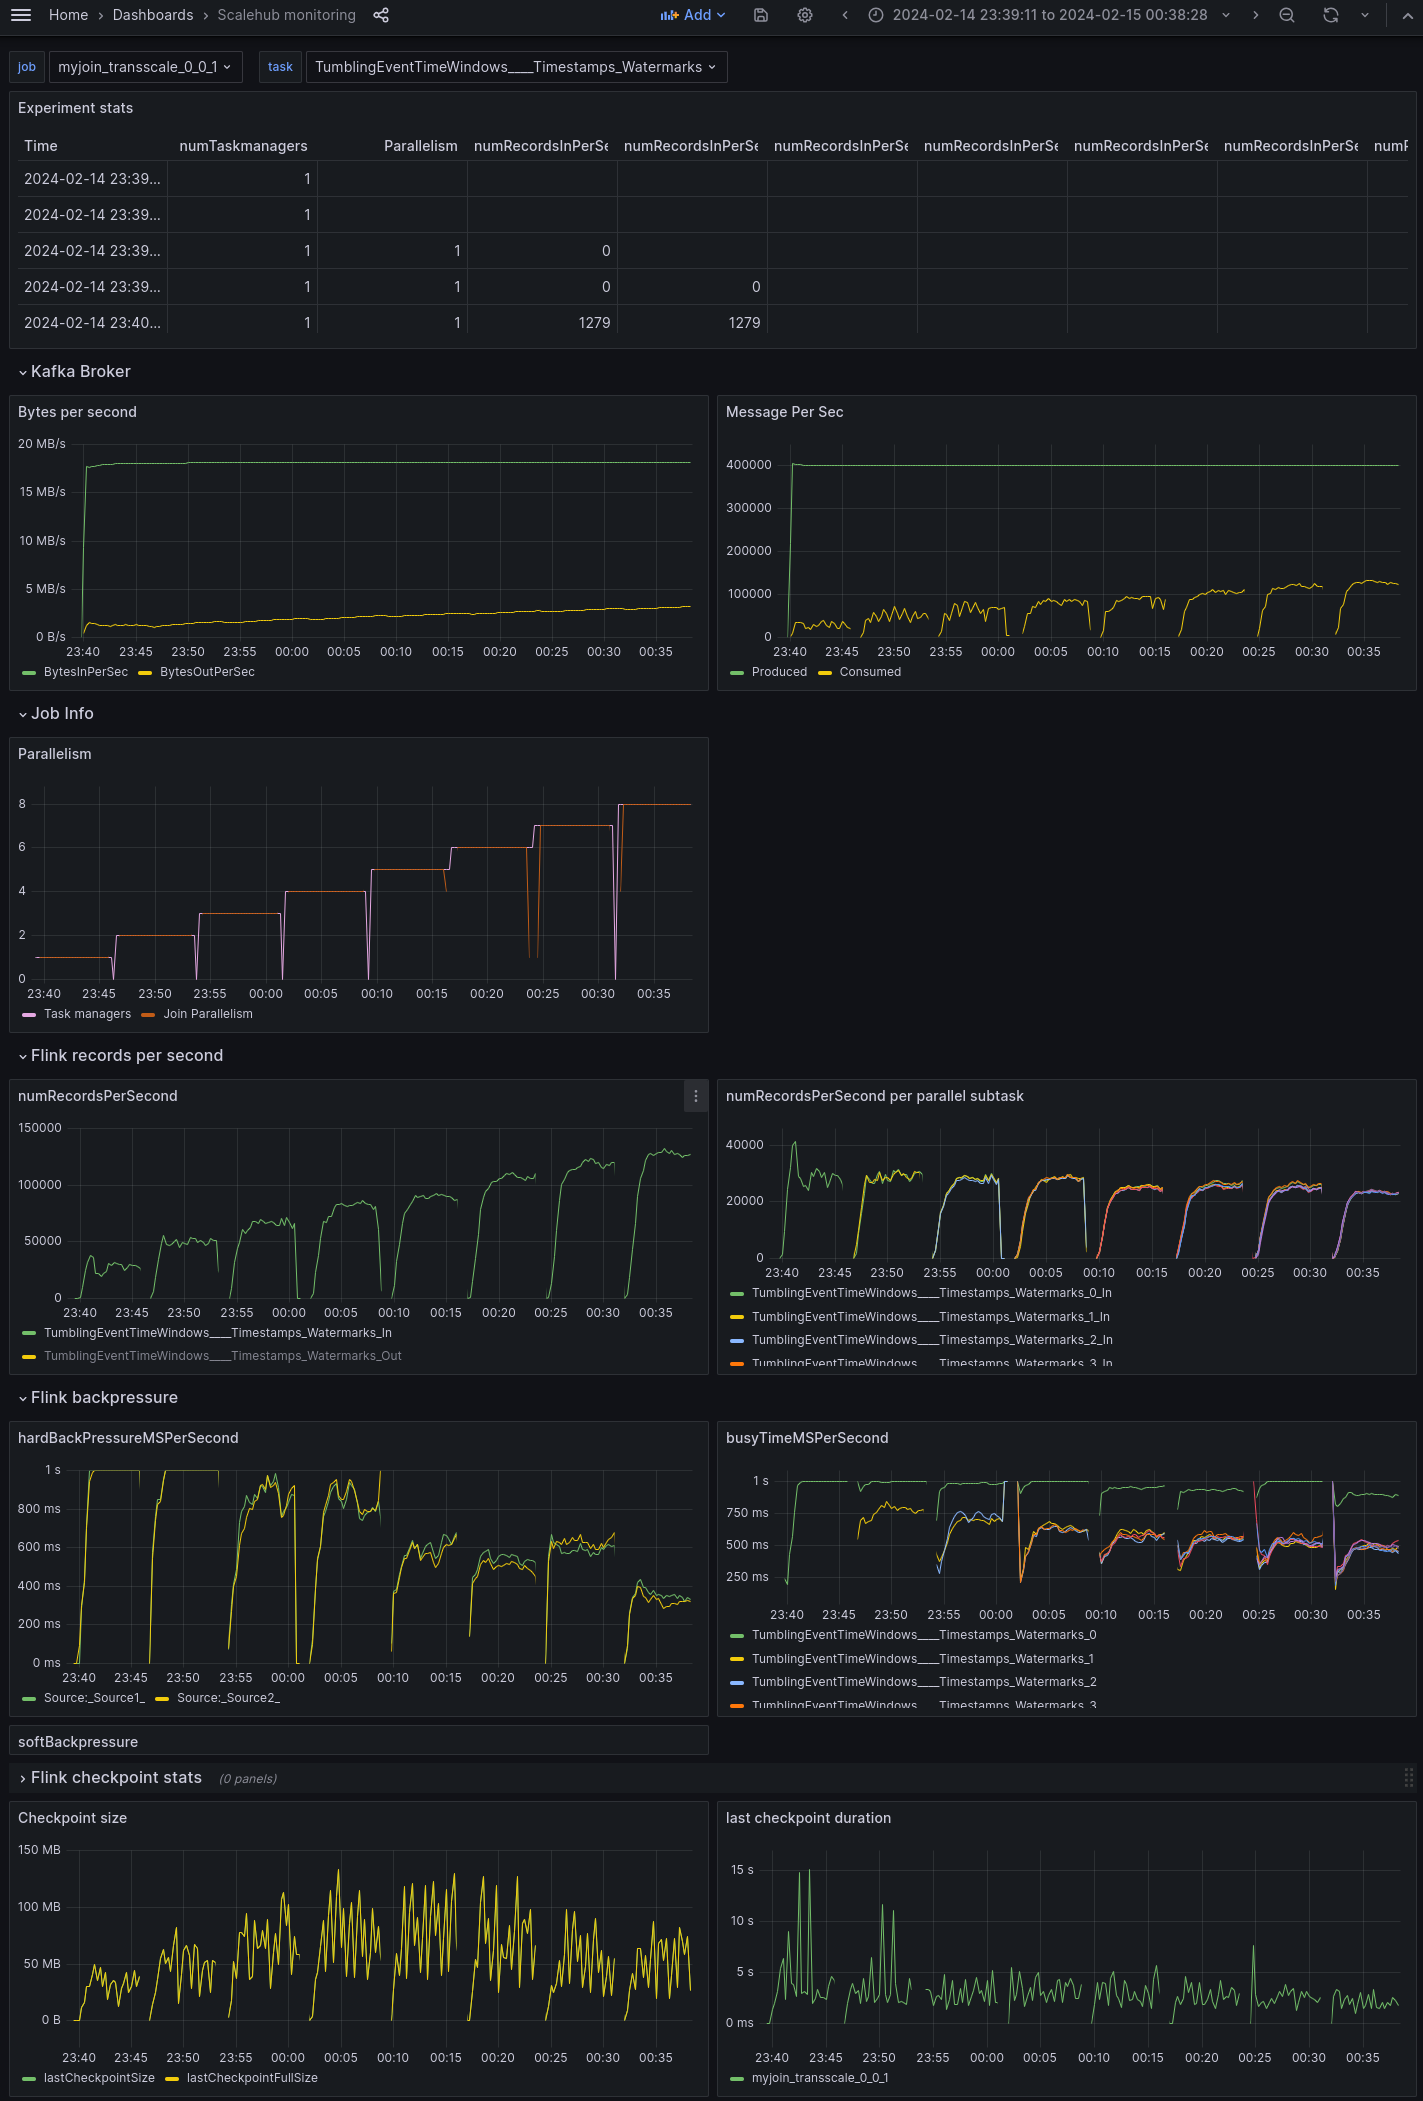 Home › Dashboards › Scalehub monitoring Add 2024-02-14 23:39:11 to 2024-02-15 00:38:28
job myjoin_transscale_0_0_1 task TumblingEventTimeWindows____Timestamps_Watermarks
Experiment stats
Time numTaskmanagers Parallelism numRecordsInPerSe numRecordsInPerSe numRecordsInPerSe numRecordsInPerSe numRecordsInPerSe numRecordsInPerSe numF
2024-02-14 23:39... 1
2024-02-14 23:39... 1
2024-02-14 23:39... 1 1 0
2024-02-14 23:39... 1 1 0 0
2024-02-14 23:40... 1 1 1279 1279
Kafka Broker
Bytes per second
20 MB/s
15 MB/s
10 MB/s
5 MB/s
0 B/s
23:40 23:45 23:50 23:55 00:00 00:05 00:10 00:15 00:20 00:25 00:30 00:35
BytesInPerSec BytesOutPerSec
Message Per Sec
400000
300000
200000
100000
0
23:40 23:45 23:50 23:55 00:00 00:05 00:10 00:15 00:20 00:25 00:30 00:35
Produced Consumed
Job Info
Parallelism
8
6
4
2
0
23:40 23:45 23:50 23:55 00:00 00:05 00:10 00:15 00:20 00:25 00:30 00:35
Task managers Join Parallelism
Flink records per second
numRecordsPerSecond
150000
100000
50000
0
23:40 23:45 23:50 23:55 00:00 00:05 00:10 00:15 00:20 00:25 00:30 00:35
TumblingEventTimeWindows____Timestamps_Watermarks_In
TumblingEventTimeWindows____Timestamps_Watermarks_Out
numRecordsPerSecond per parallel subtask
40000
20000
0
23:40 23:45 23:50 23:55 00:00 00:05 00:10 00:15 00:20 00:25 00:30 00:35
TumblingEventTimeWindows____Timestamps_Watermarks_0_In
TumblingEventTimeWindows____Timestamps_Watermarks_1_In
TumblingEventTimeWindows____Timestamps_Watermarks_2_In
TumblingEventTimeWindows____Timestamps_Watermarks_3_In
Flink backpressure
hardBackPressureMSPerSecond
1 s
800 ms
600 ms
400 ms
200 ms
0 ms
23:40 23:45 23:50 23:55 00:00 00:05 00:10 00:15 00:20 00:25 00:30 00:35
Source:_Source1_ Source:_Source2_
busyTimeMSPerSecond
1 s
750 ms
500 ms
250 ms
23:40 23:45 23:50 23:55 00:00 00:05 00:10 00:15 00:20 00:25 00:30 00:35
TumblingEventTimeWindows____Timestamps_Watermarks_0
TumblingEventTimeWindows____Timestamps_Watermarks_1
TumblingEventTimeWindows____Timestamps_Watermarks_2
TumblingEventTimeWindows____Timestamps_Watermarks_3
softBackpressure
Flink checkpoint stats (0 panels)
Checkpoint size
150 MB
100 MB
50 MB
0 B
23:40 23:45 23:50 23:55 00:00 00:05 00:10 00:15 00:20 00:25 00:30 00:35
lastCheckpointSize lastCheckpointFullSize
last checkpoint duration
15 s
10 s
5 s
0 ms
23:40 23:45 23:50 23:55 00:00 00:05 00:10 00:15 00:20 00:25 00:30 00:35
myjoin_transscale_0_0_1